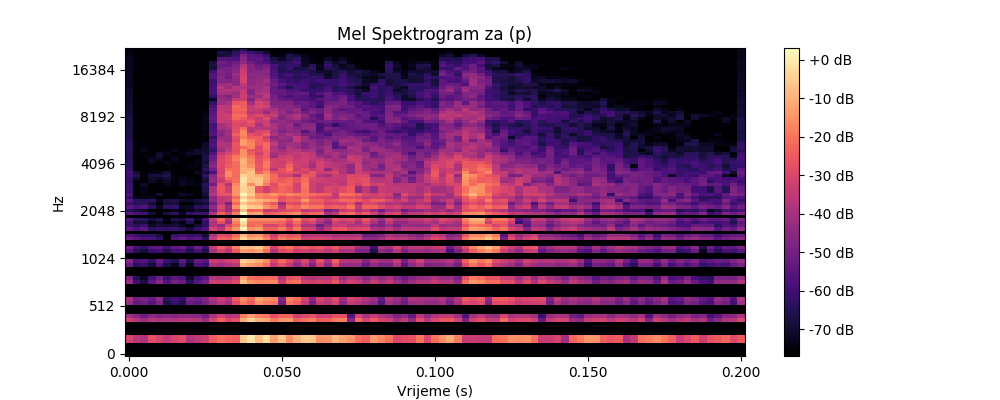 Mel Spektrogram za (p)
Hz
16384
8192
4096
2048
1024
512
0
0.000 0.050 0.100 0.150 0.200
Vrijeme (s)
+0 dB
-10 dB
-20 dB
-30 dB
-40 dB
-50 dB
-60 dB
-70 dB